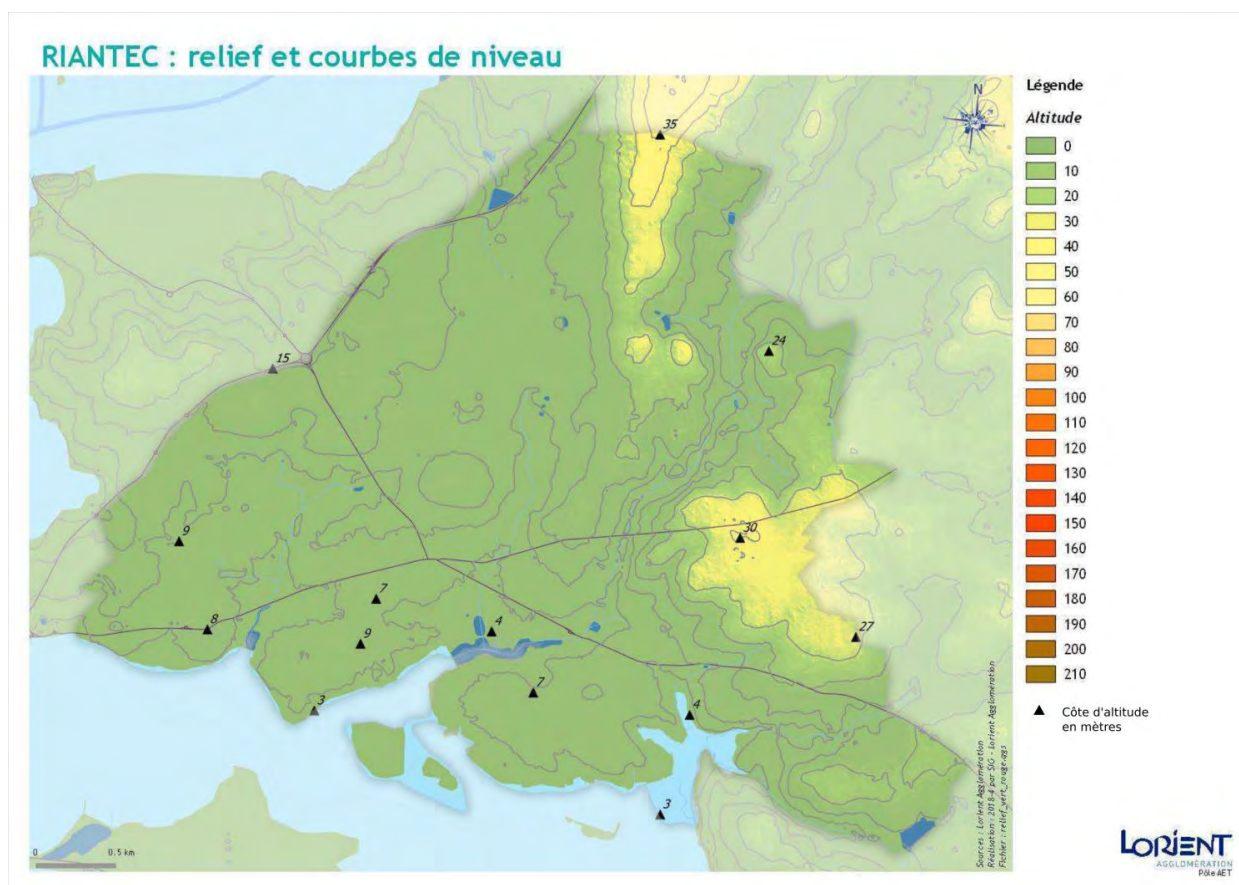 RIANTEC : relief et courbes de niveau
N
35
24
15
9
30
8
7
9
4
27
7
3
4
3
0 0.5 km
Sources : Lorient Agglomération
Réalisation : 2018-4 par SIG - Lorient Agglomération
Fichier : relief_vert_rouge.ags
Légende
Altitude
0
10
20
30
40
50
60
70
80
90
100
110
120
130
140
150
160
170
180
190
200
210
Côte d'altitude
en mètres
LORIENT
AGGLOMÉRATION
Pôle AET